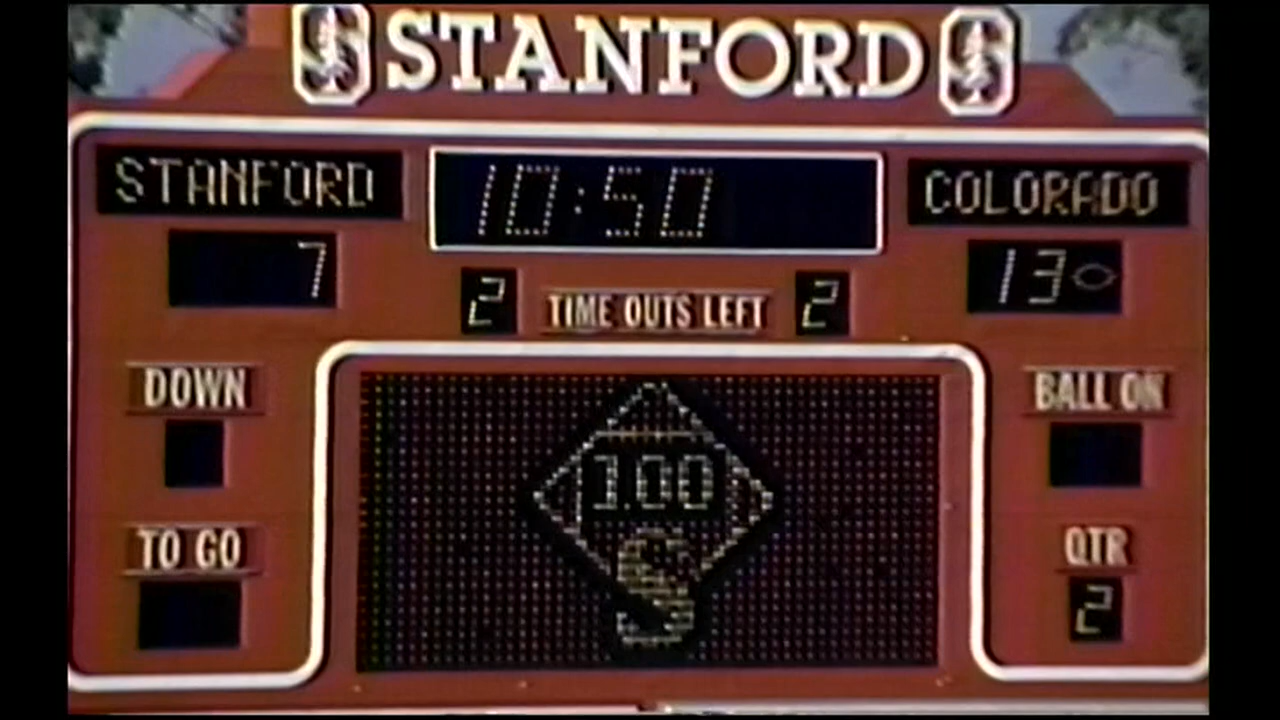 STANFORD
STANFORD 10:50 COLORADO
7 13
2 TIME OUTS LEFT 2
DOWN BALL ON
100
TO GO QTR
2